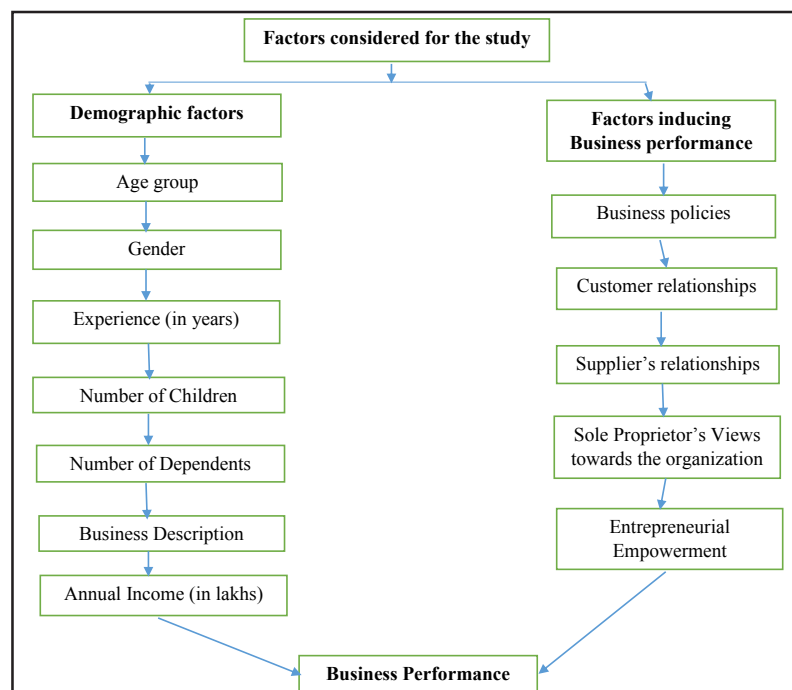 Factors considered for the study
Demographic factors
Age group
Gender
Experience (in years)
Number of Children
Number of Dependents
Business Description
Annual Income (in lakhs)
Factors inducing
Business performance
Business policies
Customer relationships
Supplier’s relationships
Sole Proprietor’s Views
towards the organization
Entrepreneurial
Empowerment
Business Performance